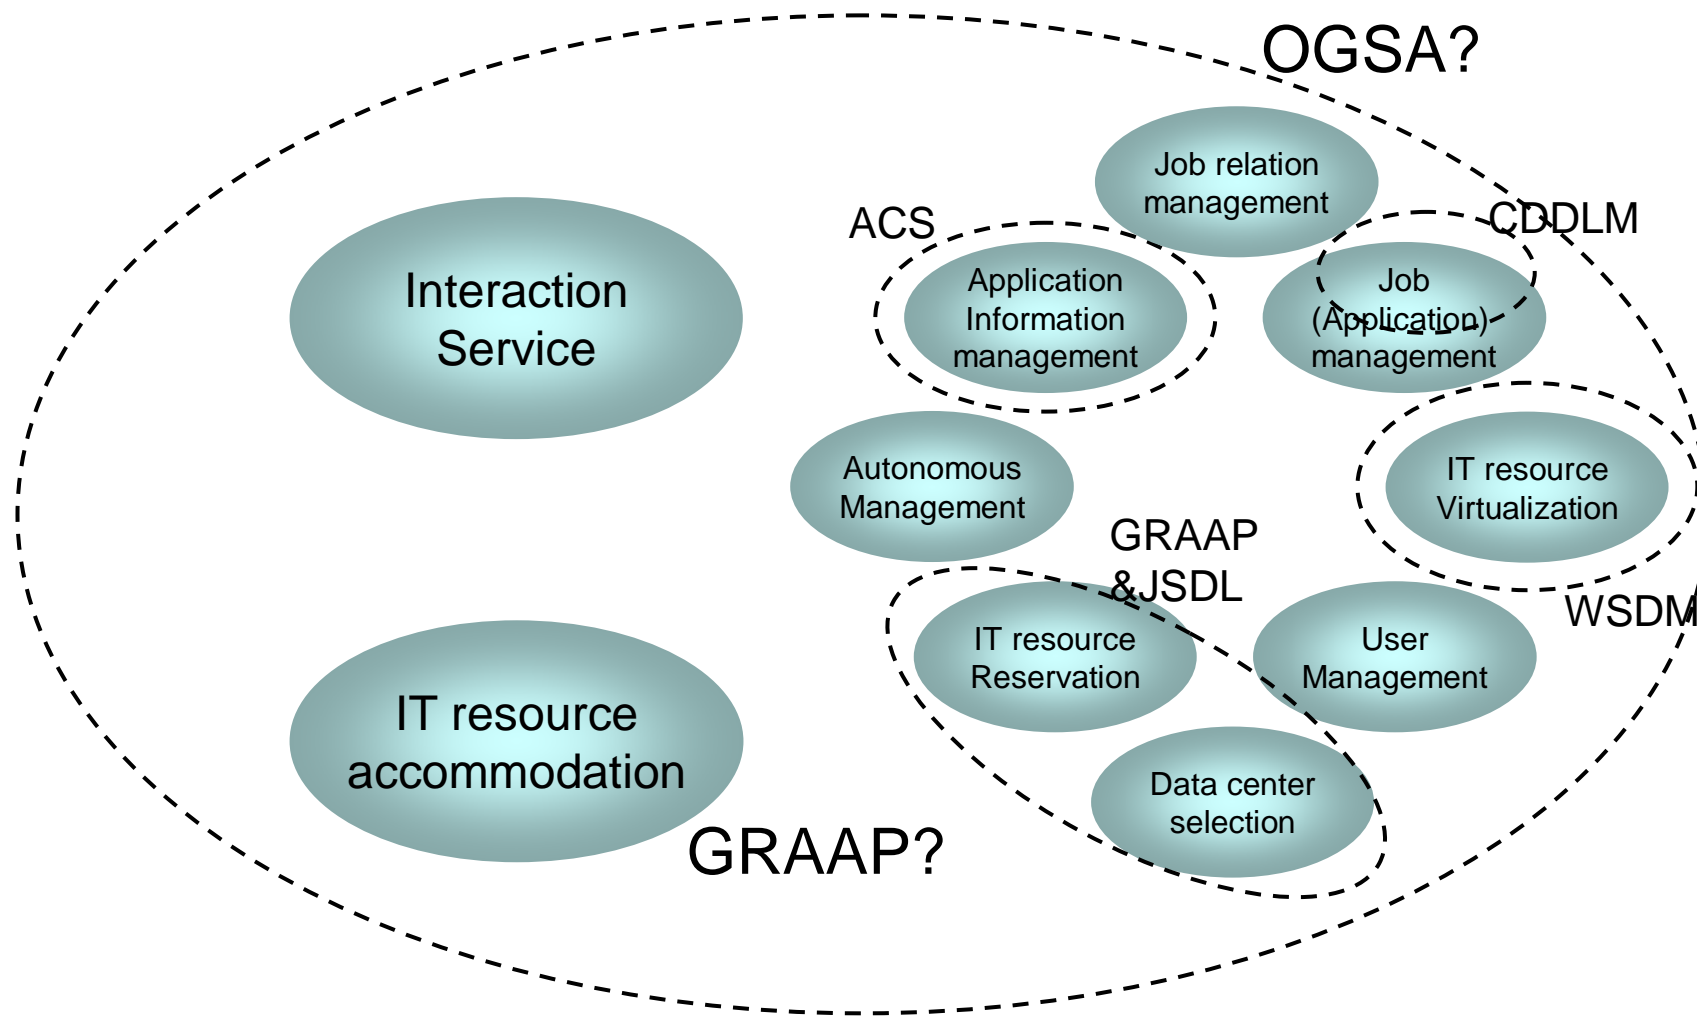 OGSA?
Job relation
management
ACS
CDDLM
Interaction
Service
Application
Information
management
Job
(Application)
management
Autonomous
Management
IT resource
Virtualization
GRAAP
&JSDL
WSDM
IT resource
Reservation
User
Management
IT resource
accommodation
Data center
selection
GRAAP?